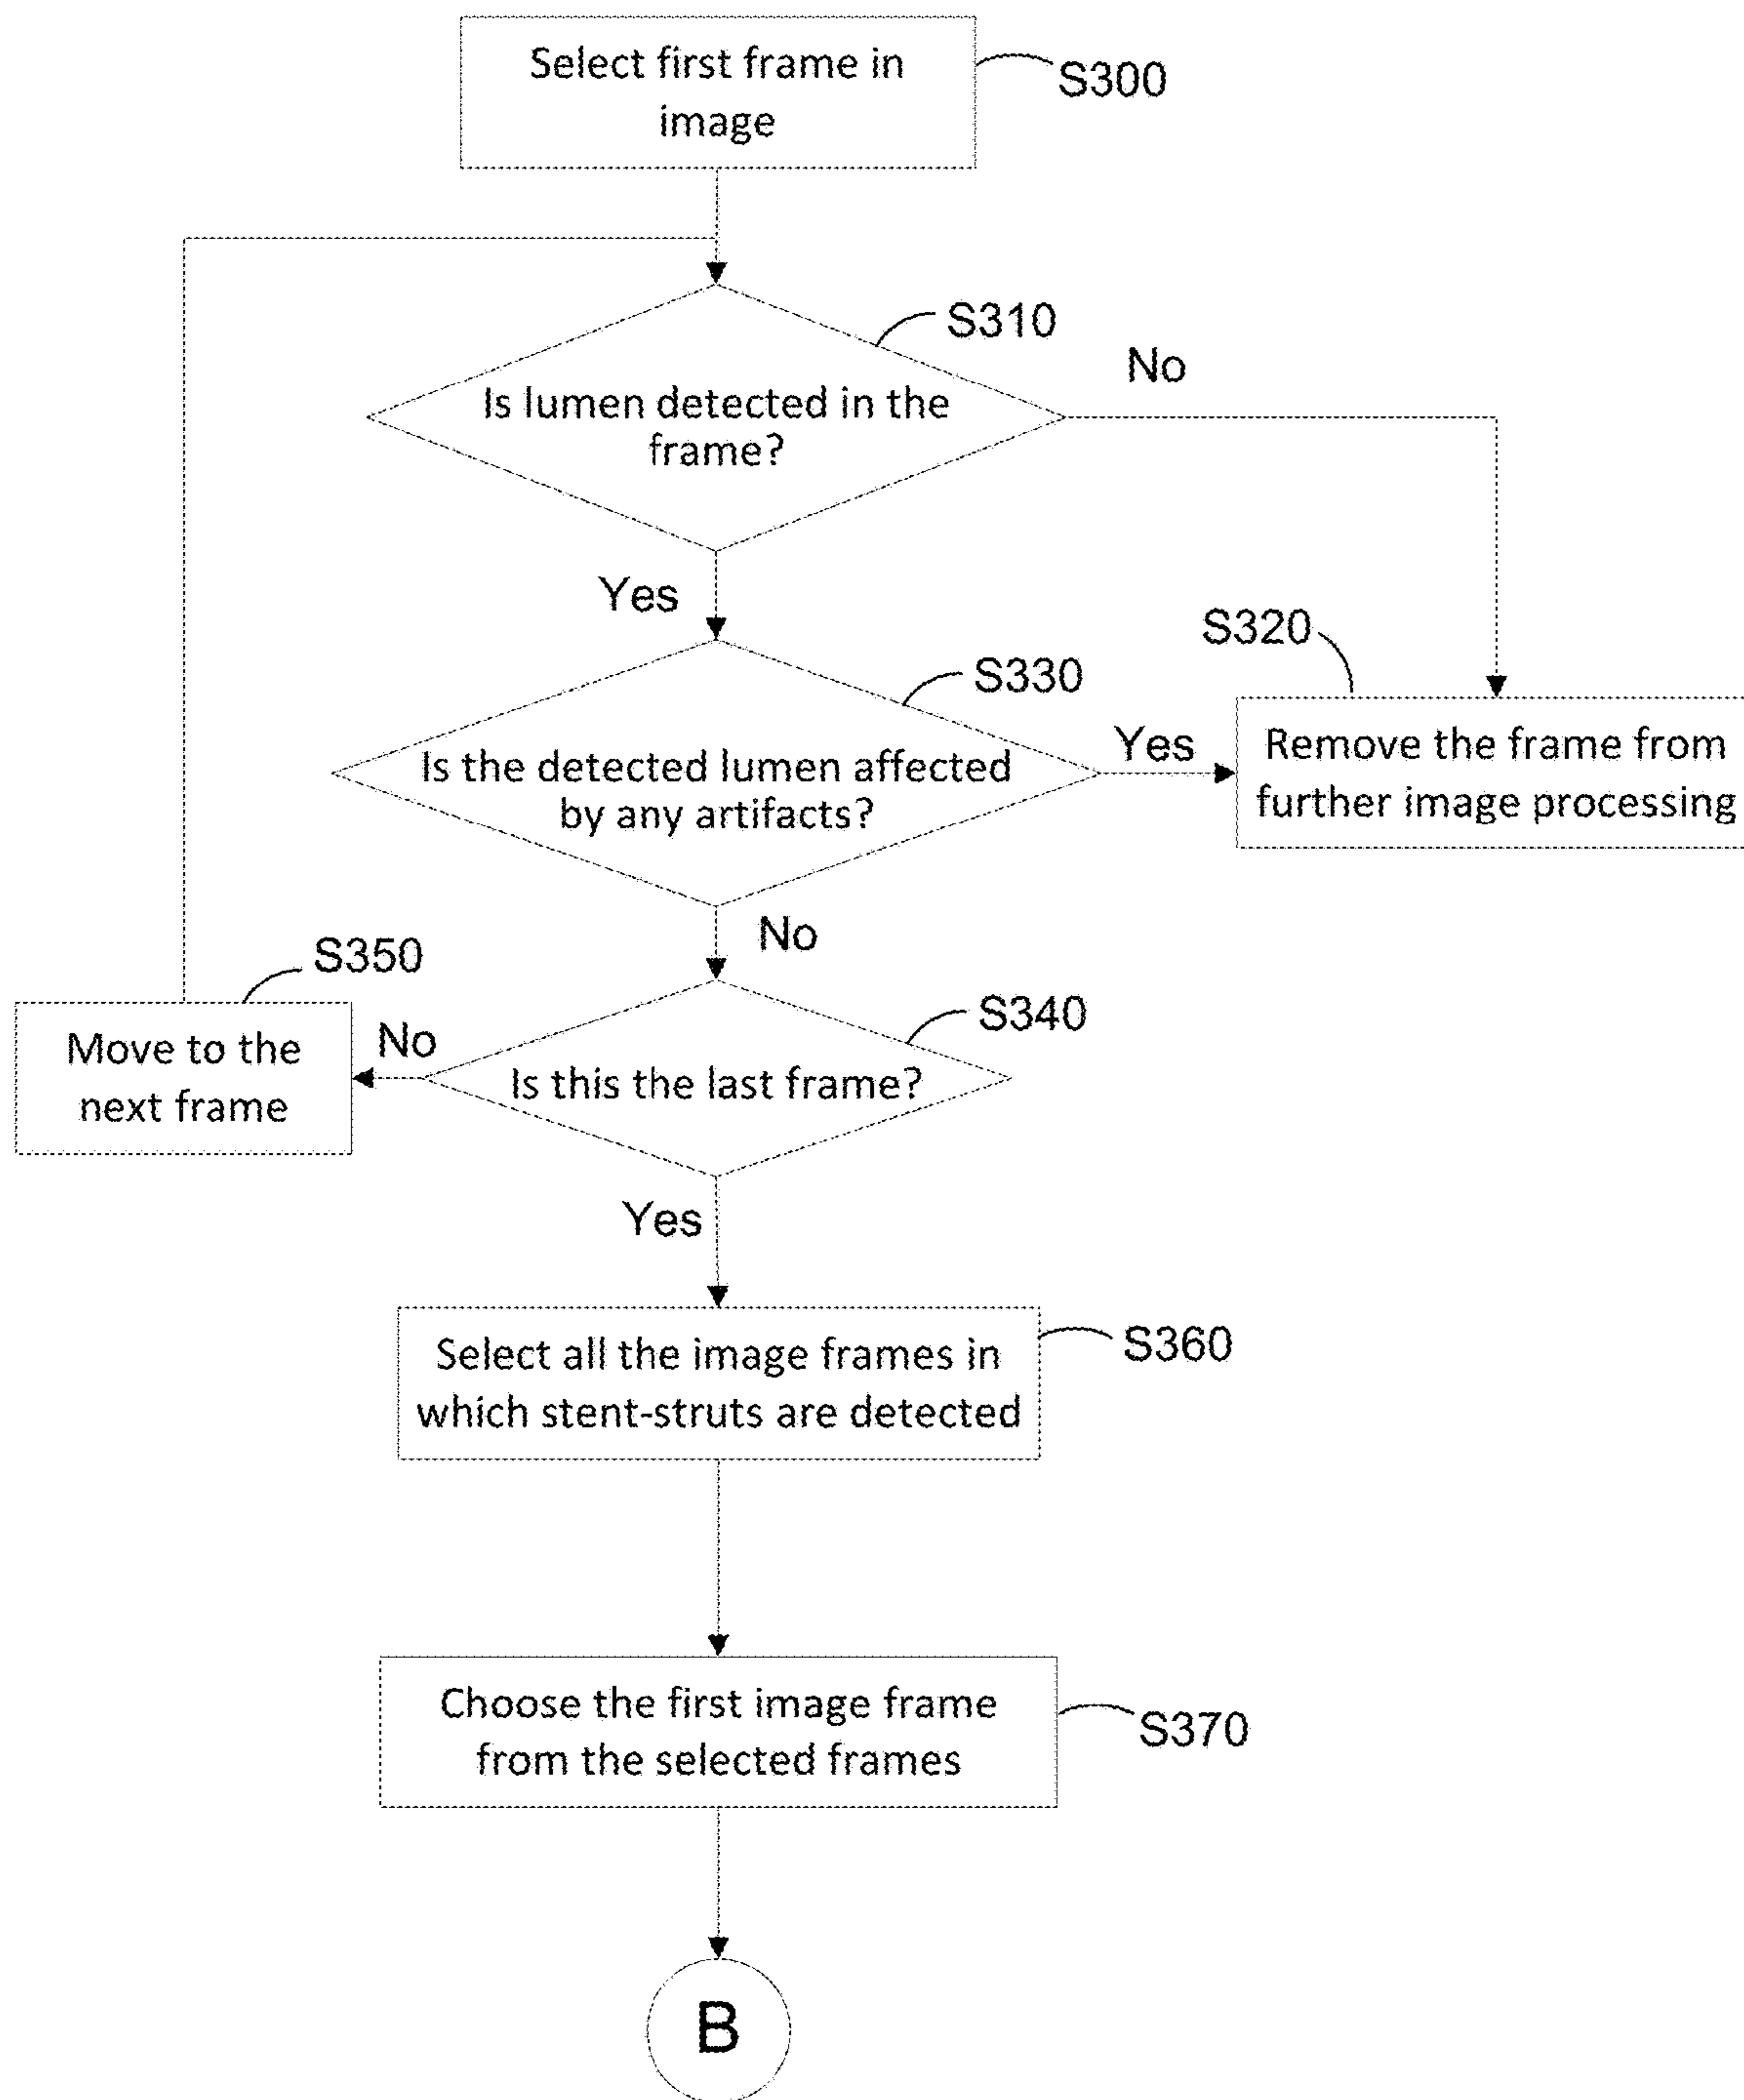 Select first frame in
image
S300
S310
No
Is lumen detected in the
frame?
Yes
S320
S330
Yes
Remove the frame from
further image processing
Is the detected lumen affected
by any artifacts?
No
S350
S340
No
Move to the
next frame
Is this the last frame?
Yes
S360
Select all the image frames in
which stent-struts are detected
S370
Choose the first image frame
from the selected frames
B